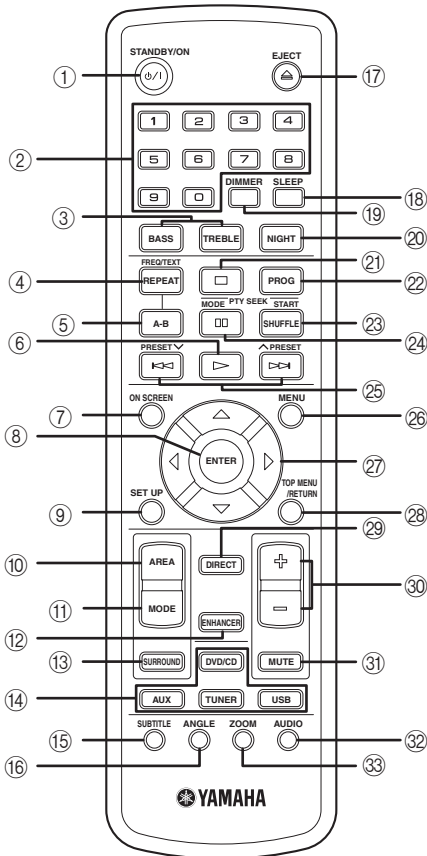 STANDBY/ON
EJECT
① ⏻/I ⑰
1 2 3 4
②
5 6 7 8
DIMMER SLEEP
9 0 ⑱
③ ⑲
BASS TREBLE NIGHT ⑳
FREQ/TEXT ㉑
④ REPEAT PROG ㉒
MODE PTY SEEK START
⑤ A-B SHUFFLE ㉓
⑥ ㉔
PRESET PRESET
㉕
⑦ ON SCREEN MENU ㉖
⑧ ENTER ㉗
SET UP TOP MENU
/RETURN
⑨ ㉘
㉙
⑩ AREA DIRECT + ㉚
⑪ MODE −
⑫ ENHANCER
⑬ SURROUND DVD/CD MUTE ㉛
⑭ AUX TUNER USB
SUBTITLE ANGLE ZOOM AUDIO
⑮ ㉜
⑯ ㉝
YAMAHA